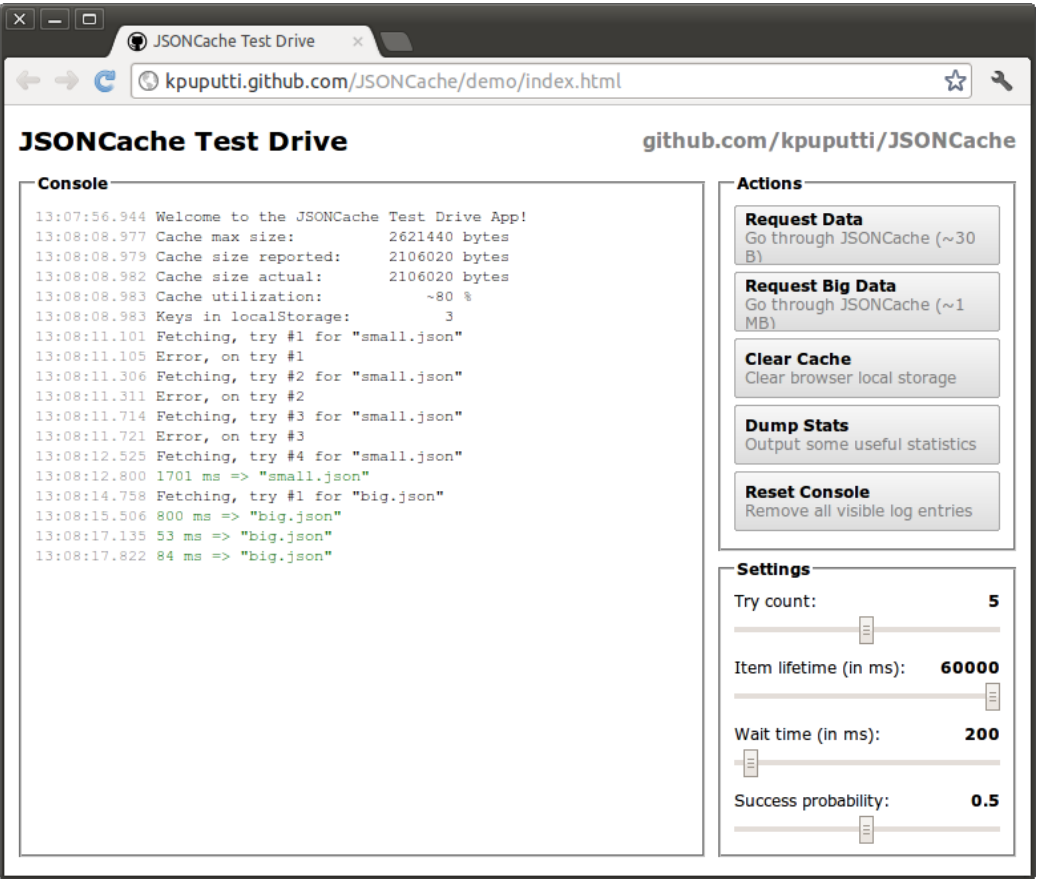 JSONCache Test Drive
kpuputti.github.com/JSONCache/demo/index.html
JSONCache Test Drive
github.com/kpuputti/JSONCache
Console
13:07:56.944 Welcome to the JSONCache Test Drive App!
13:08:08.977 Cache max size: 2621440 bytes
13:08:08.979 Cache size reported: 2106020 bytes
13:08:08.982 Cache size actual: 2106020 bytes
13:08:08.983 Cache utilization: ~80 %
13:08:08.983 Keys in localStorage: 3
13:08:11.101 Fetching, try #1 for "small.json"
13:08:11.105 Error, on try #1
13:08:11.306 Fetching, try #2 for "small.json"
13:08:11.311 Error, on try #2
13:08:11.714 Fetching, try #3 for "small.json"
13:08:11.721 Error, on try #3
13:08:12.525 Fetching, try #4 for "small.json"
13:08:12.800 1701 ms => "small.json"
13:08:14.758 Fetching, try #1 for "big.json"
13:08:15.506 800 ms => "big.json"
13:08:17.135 53 ms => "big.json"
13:08:17.822 84 ms => "big.json"
Actions
Request Data
Go through JSONCache (~30
B)
Request Big Data
Go through JSONCache (~1
MB)
Clear Cache
Clear browser local storage
Dump Stats
Output some useful statistics
Reset Console
Remove all visible log entries
Settings
Try count: 5
Item lifetime (in ms): 60000
Wait time (in ms): 200
Success probability: 0.5